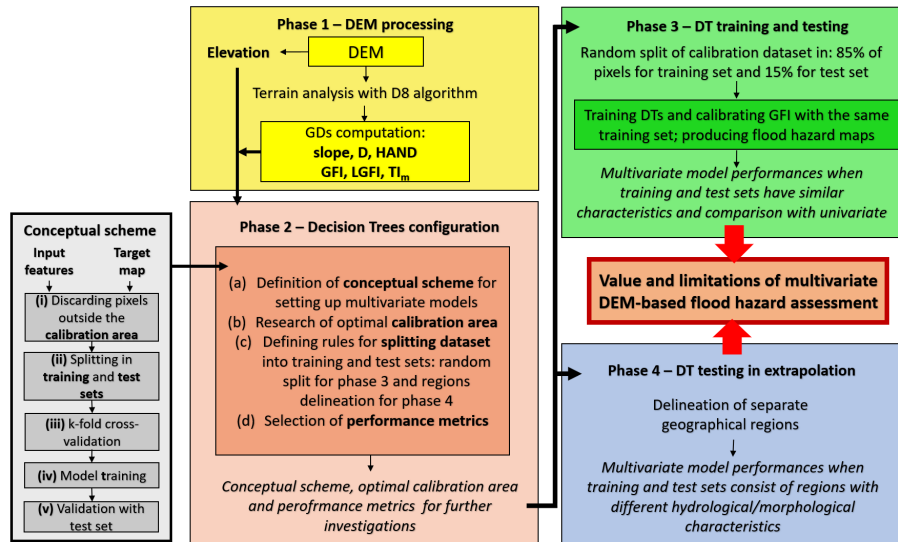 Phase 1 – DEM processing
Elevation
DEM
Terrain analysis with D8 algorithm
GDs computation:
slope, D, HAND
GFI, LGFI, TIm
Conceptual scheme
Input
features
Target
map
(i) Discarding pixels
outside the
calibration area
(ii) Splitting in
training and test
sets
(iii) k-fold cross-
validation
(iv) Model training
(v) Validation with
test set
Phase 2 – Decision Trees configuration
(a) Definition of conceptual scheme for
setting up multivariate models
(b) Research of optimal calibration area
(c) Defining rules for splitting dataset
into training and test sets: random
split for phase 3 and regions
delineation for phase 4
(d) Selection of performance metrics
Conceptual scheme, optimal calibration area
and perofrmance metrics for further
investigations
Phase 3 – DT training and testing
Random split of calibration dataset in: 85% of
pixels for training set and 15% for test set
Training DTs and calibrating GFI with the same
training set; producing flood hazard maps
Multivariate model performances when
training and test sets have similar
characteristics and comparison with univariate
Value and limitations of multivariate
DEM-based flood hazard assessment
Phase 4 – DT testing in extrapolation
Delineation of separate
geographical regions
Multivariate model performances when
training and test sets consist of regions with
different hydrological/morphological
characteristics